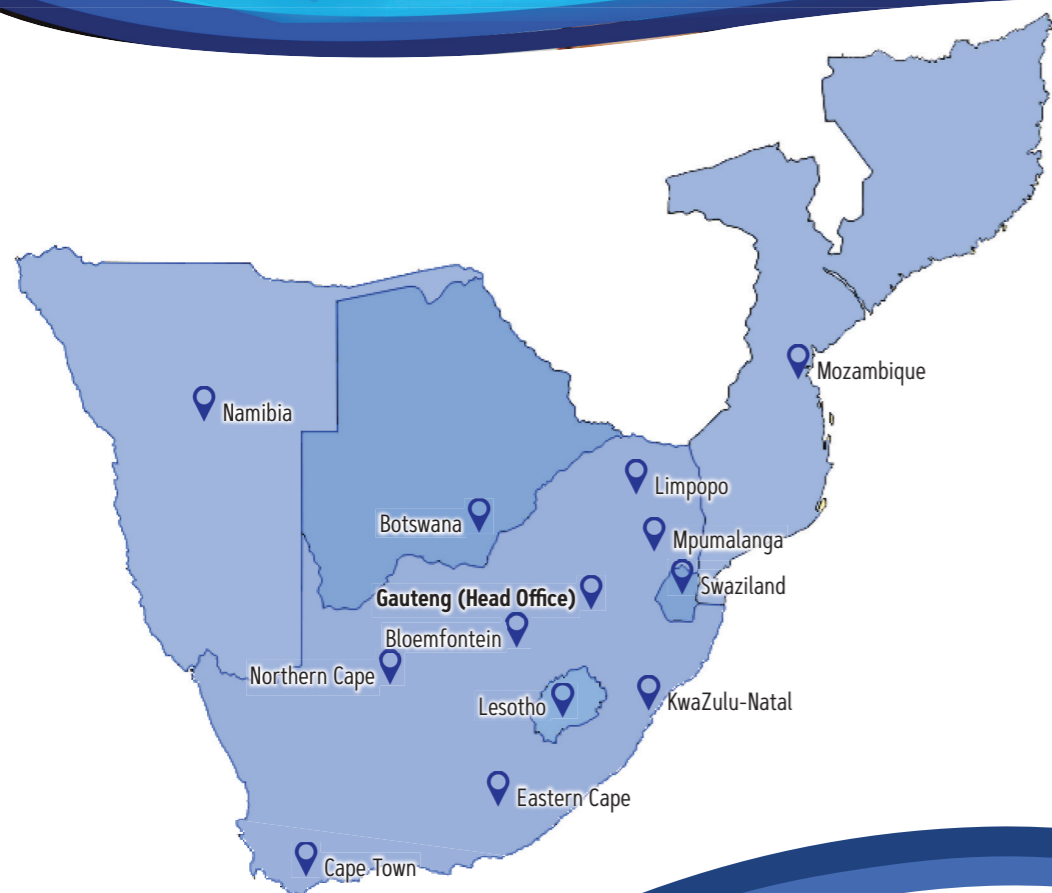 Mozambique
Namibia
Limpopo
Botswana
Mpumalanga
Swaziland
Gauteng (Head Office)
Bloemfontein
Northern Cape
Lesotho
KwaZulu-Natal
Eastern Cape
Cape Town